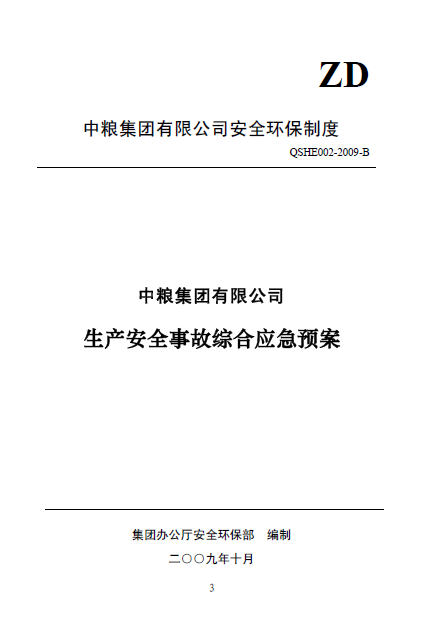 ZD
中粮集团有限公司安全环保制度
QSHE002-2009-B
中粮集团有限公司
生产安全事故综合应急预案
集团办公厅安全环保部　编制
二〇〇九年十月
3